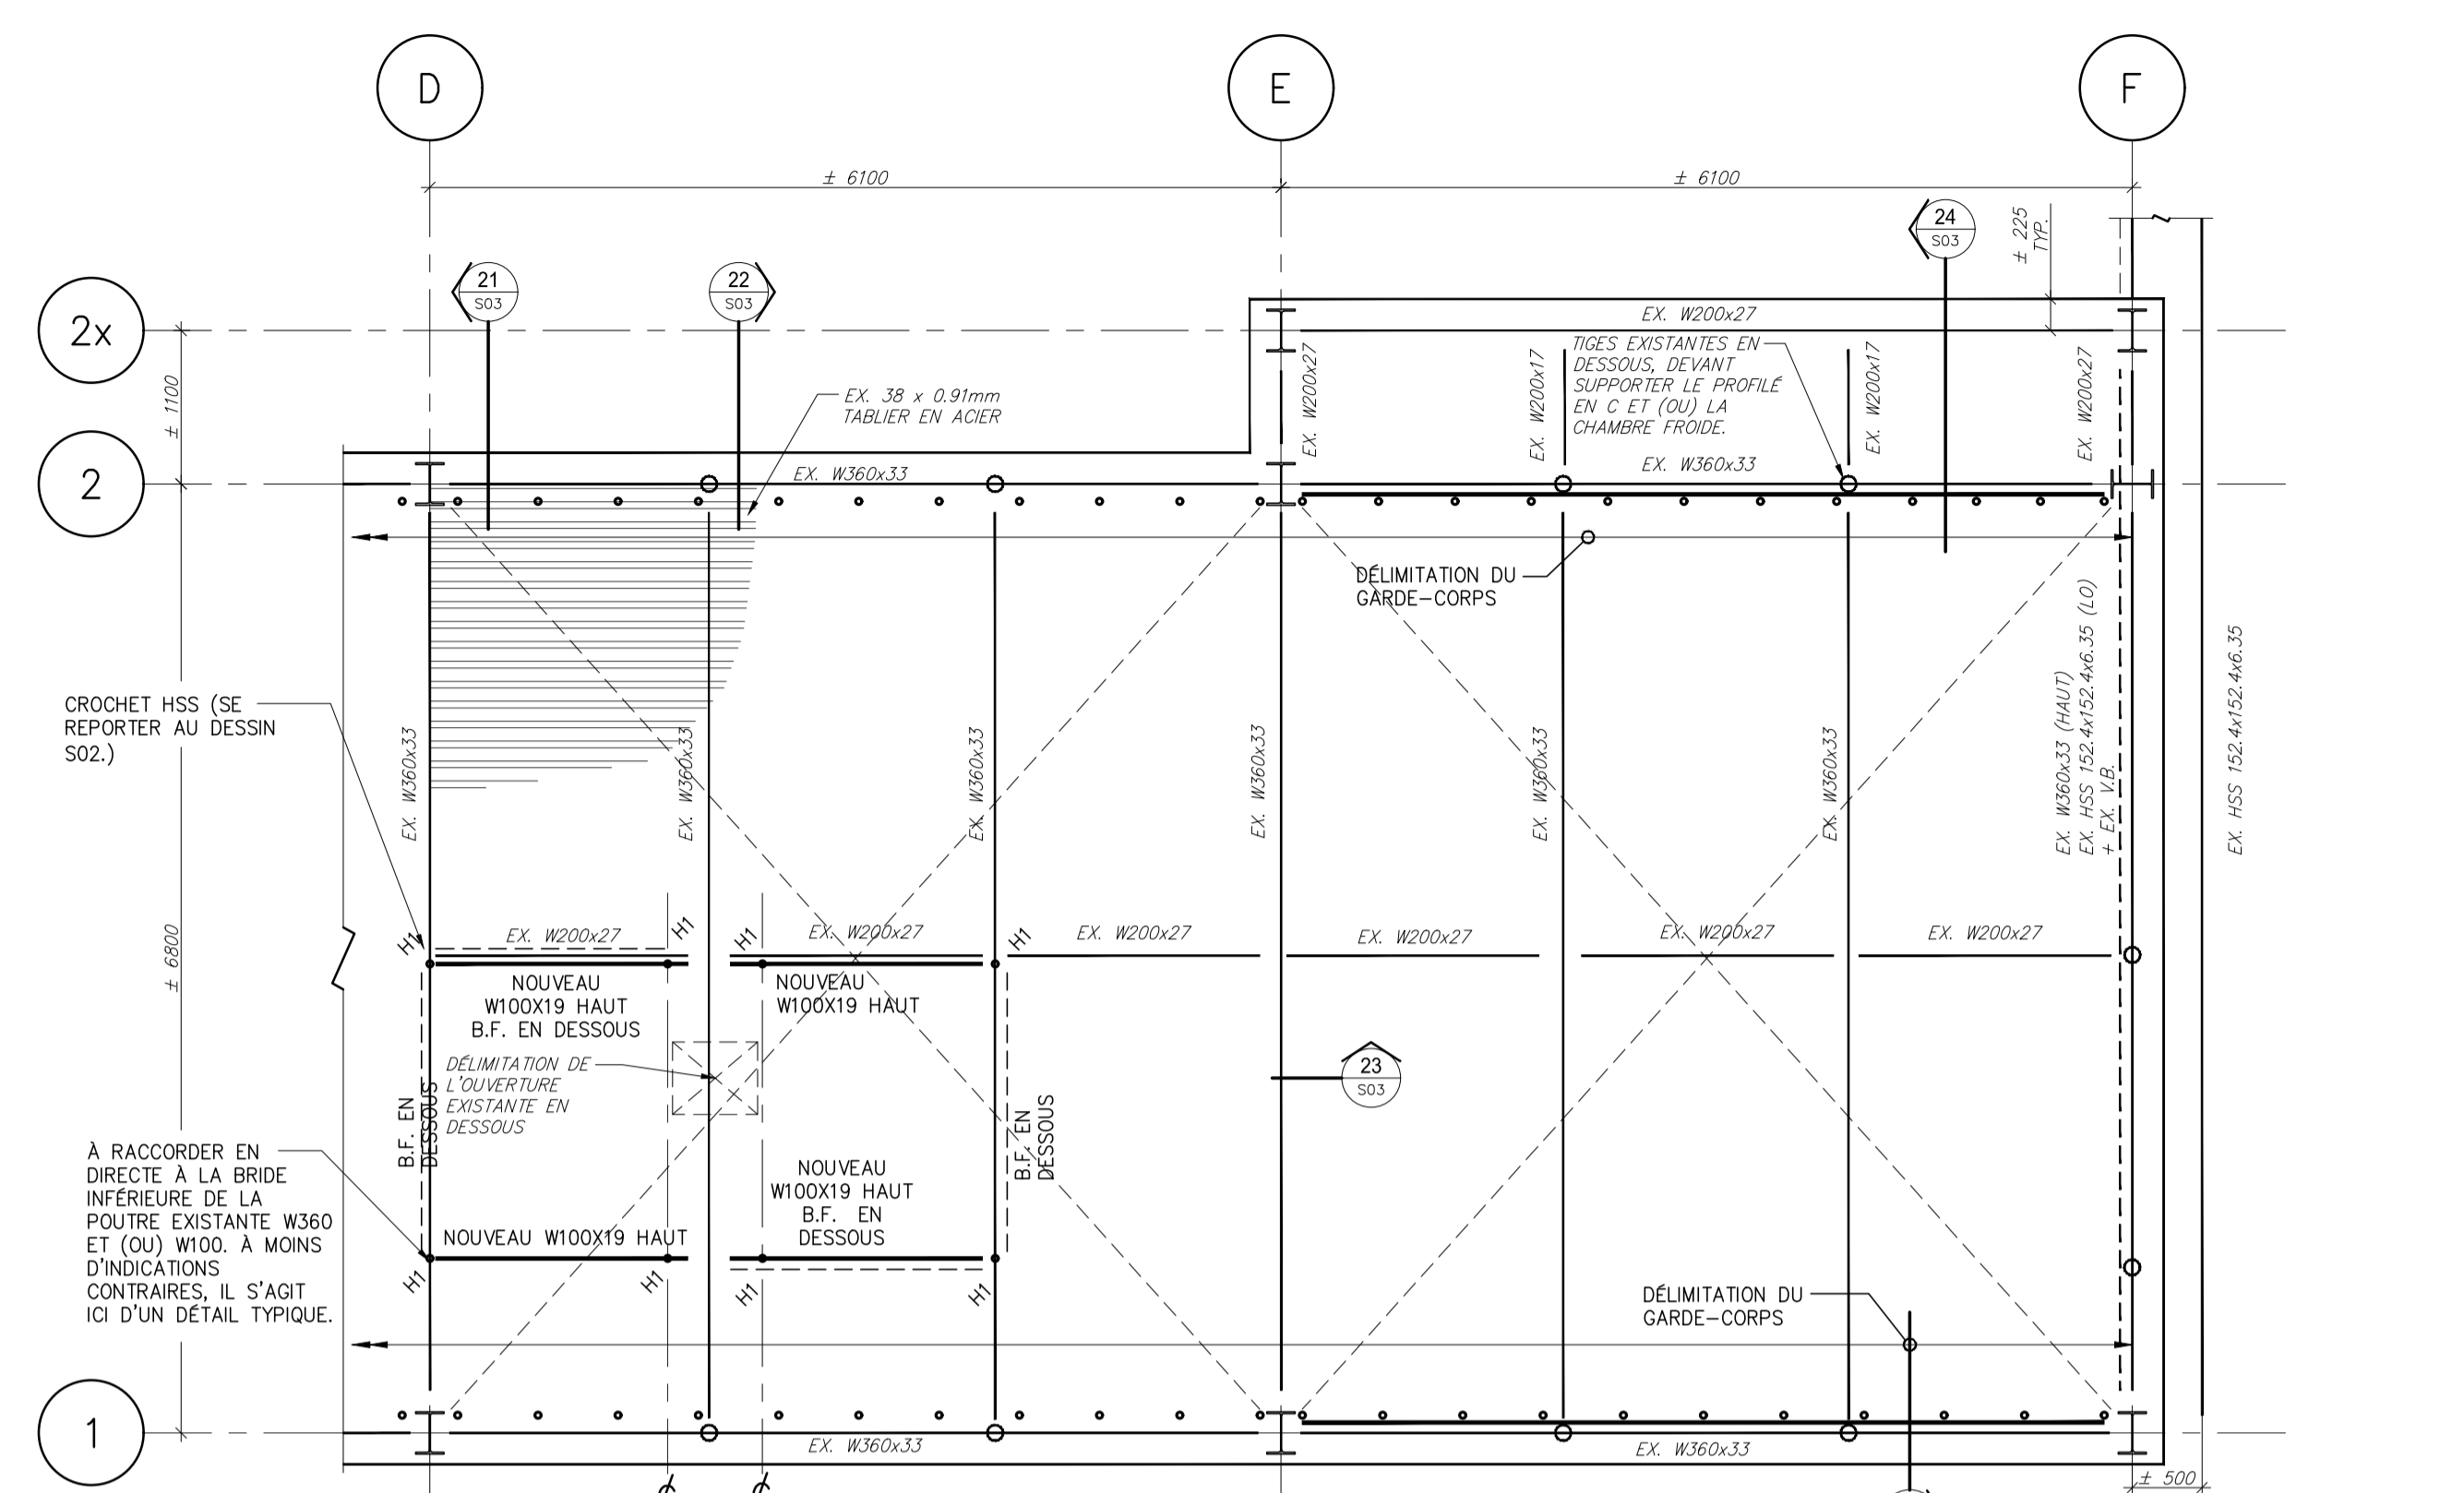 D
E
F
± 6100
± 6100
24
S03
± 225
TYP.
21
S03
22
S03
2x
EX. W200x27
± 1100
EX. 38 x 0.91mm
TABLIER EN ACIER
EX. W200x27
EX. W200x17
TIGES EXISTANTES EN
DESSOUS, DEVANT
SUPPORTER LE PROFILÉ
EN C ET (OU) LA
CHAMBRE FROIDE.
EX. W200x17
EX. W200x27
2
EX. W360x33
EX. W360x33
DÉLIMITATION DU
GARDE-CORPS
CROCHET HSS (SE
REPORTER AU DESSIN
S02.)
EX. W360x33
EX. W360x33
EX. W360x33
EX. W360x33
EX. W360x33
EX. W360x33
EX. W360x33 (HAUT)
EX. HSS 152.4x152.4x6.35 (LO)
+ EX. V.B.
EX. HSS 152.4x152.4x6.35
± 6800
H1
EX. W200x27
H1
H1
EX. W200x27
H1
EX. W200x27
EX. W200x27
EX. W200x27
EX. W200x27
NOUVEAU
W100X19 HAUT
B.F. EN DESSOUS
NOUVEAU
W100X19 HAUT
DÉLIMITATION DE
L'OUVERTURE
EXISTANTE EN
DESSOUS
23
S03
B.F. EN
DESSOUS
B.F. EN
DESSOUS
À RACCORDER EN
DIRECTE À LA BRIDE
INFÉRIEURE DE LA
POUTRE EXISTANTE W360
ET (OU) W100. À MOINS
D'INDICATIONS
CONTRAIRES, IL S'AGIT
ICI D'UN DÉTAIL TYPIQUE.
NOUVEAU
W100X19 HAUT
B.F. EN
DESSOUS
NOUVEAU W100X19 HAUT
H1
H1
H1
H1
DÉLIMITATION DU
GARDE-CORPS
1
EX. W360x33
EX. W360x33
± 500